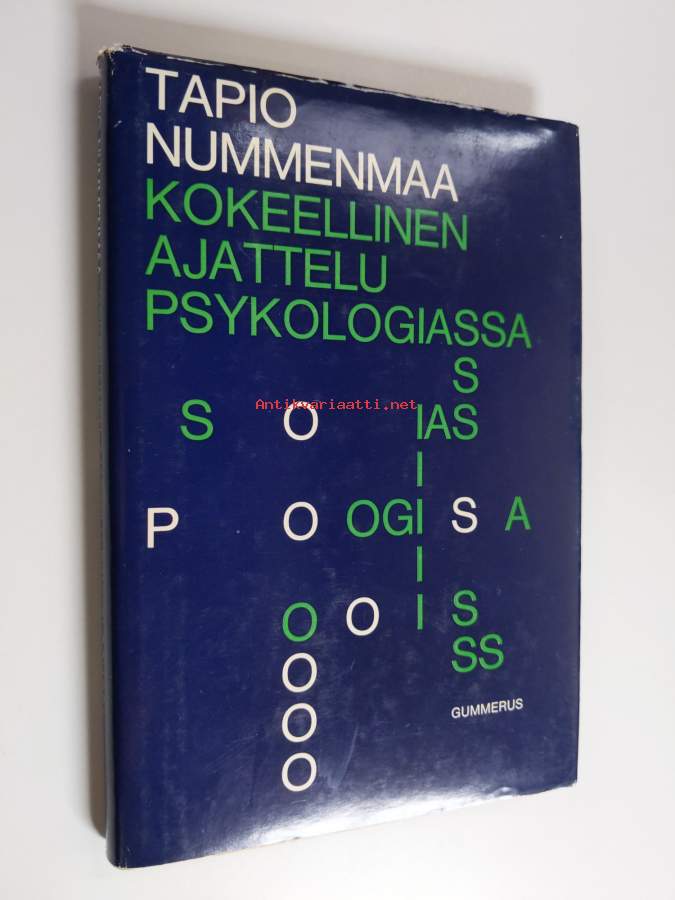 TAPIO
NUMMENMAA
KOKEELLINEN
AJATTELU
PSYKOLOGIASSA
S
Antikvariaatti.net
S O IAS
I
P O OGI S A
I
O O I S
O SS
O
GUMMERUS
O